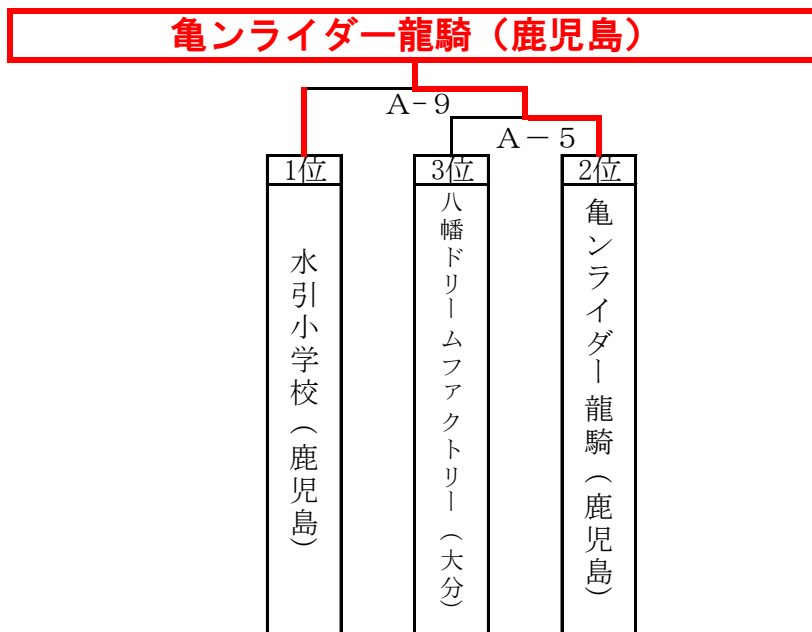 亀ンライダー龍騎（鹿児島）
A-9
A－5
1位
3位
2位
水引小学校（鹿児島）
八幡ドリームファクトリー（大分）
亀ンライダー龍騎（鹿児島）